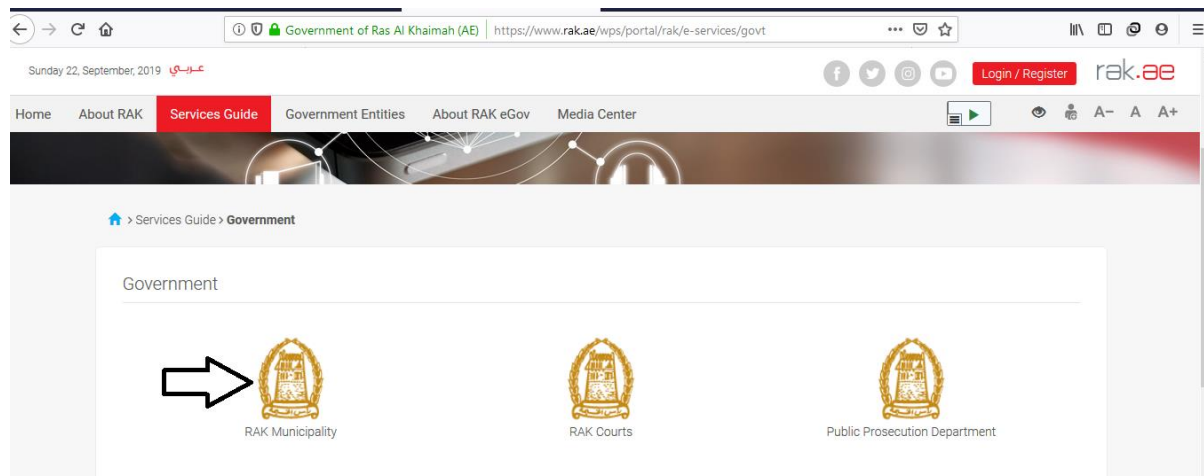 Government of Ras Al Khaimah (AE) https://www.rak.ae/wps/portal/rak/e-services/govt
Sunday 22, September, 2019 عربي Login / Register rak.ae
Home About RAK Services Guide Government Entities About RAK eGov Media Center A- A A+
> Services Guide > Government
Government
RAK Municipality RAK Courts Public Prosecution Department